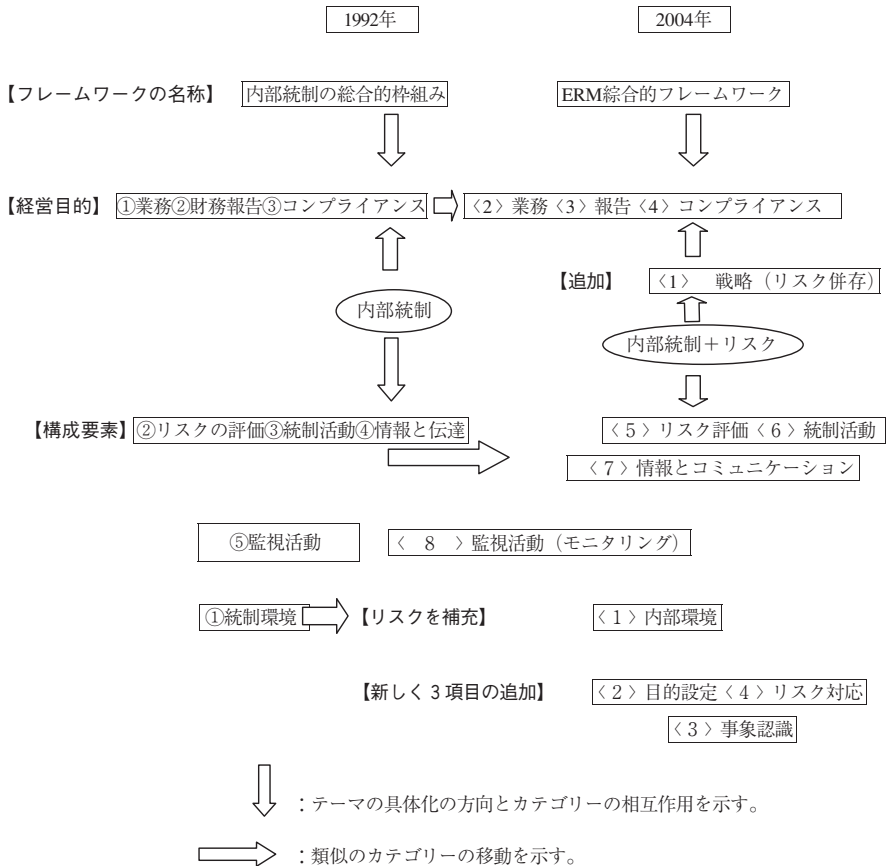 1992年 2004年
【フレームワークの名称】 内部統制の総合的枠組み ERM綜合的フレームワーク
【経営目的】 ①業務②財務報告③コンプライアンス 〈2〉業務〈3〉報告〈4〉コンプライアンス
【追加】 〈1〉 戦略（リスク併存）
内部統制
内部統制＋リスク
【構成要素】 ②リスクの評価③統制活動④情報と伝達 〈５〉リスク評価〈６〉統制活動
〈７〉情報とコミュニケーション
⑤監視活動 〈 ８ 〉監視活動（モニタリング）
①統制環境 【リスクを補充】 〈１〉内部環境
【新しく３項目の追加】 〈２〉目的設定〈４〉リスク対応
〈３〉事象認識
：テーマの具体化の方向とカテゴリーの相互作用を示す。
：類似のカテゴリーの移動を示す。